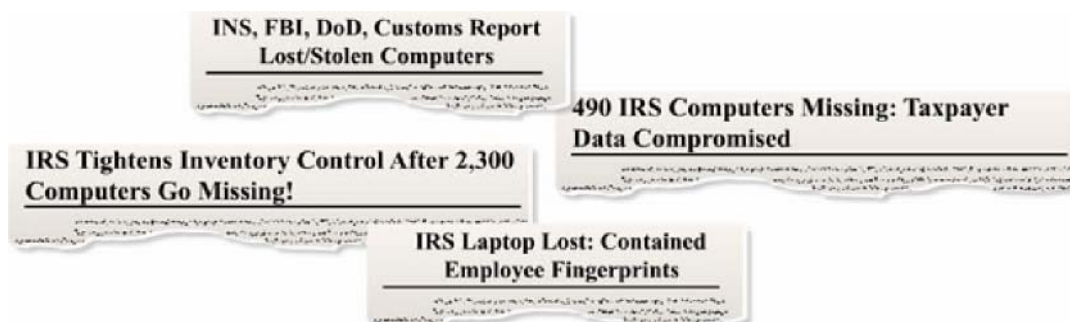 INS, FBI, DoD, Customs Report
Lost/Stolen Computers
490 IRS Computers Missing: Taxpayer
Data Compromised
IRS Tightens Inventory Control After 2,300
Computers Go Missing!
IRS Laptop Lost: Contained
Employee Fingerprints